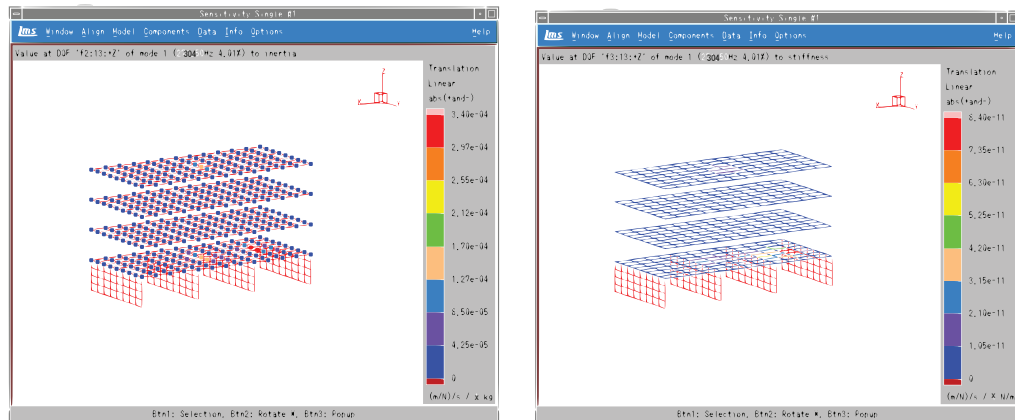 Sensitivity Single #1
lms Window Align Model Components Data Info Options Help
Value at DOF 'f2:13:+Z' of mode 1 ( 304 Hz 4,01%) to inertia
Translation
Linear
abs(+and-)
3,40e-04
2,97e-04
2,55e-04
2,12e-04
1,70e-04
1,27e-04
8,50e-05
4,25e-05
0
(m/N)/s / x kg
Z
X
Btn1: Selection, Btn2: Rotate X, Btn3: Popup
Sensitivity Single #1
lms Window Align Model Components Data Info Options Help
Value at DOF 'f3:13:+Z' of mode 1 ( 304 Hz 4,01%) to stiffness
Translation
Linear
abs(+and-)
8,40e-11
7,35e-11
6,30e-11
5,25e-11
4,20e-11
3,15e-11
2,10e-11
1,05e-11
0
(m/N)/s / X N/m
Z
X
Btn1: Selection, Btn2: Rotate X, Btn3: Popup